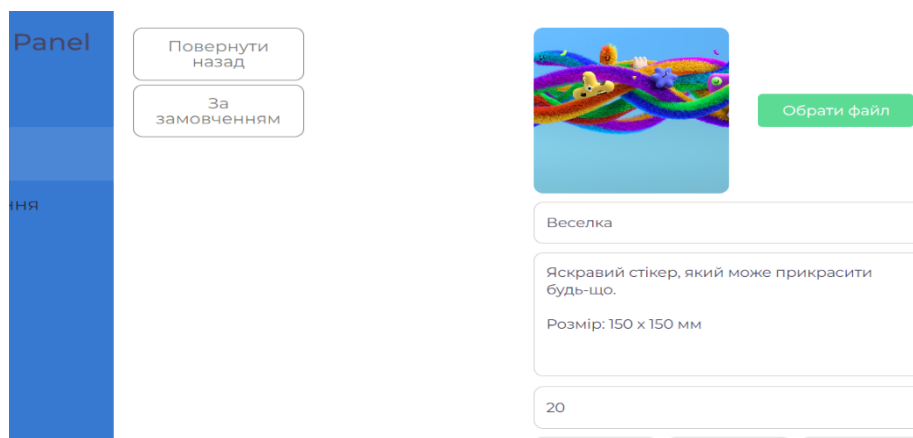 Panel
ння
Повернути
назад
За
замовченням
Обрати файл
Веселка
Яскравий стікер, який може прикрасити
будь-що.
Розмір: 150 x 150 мм
20